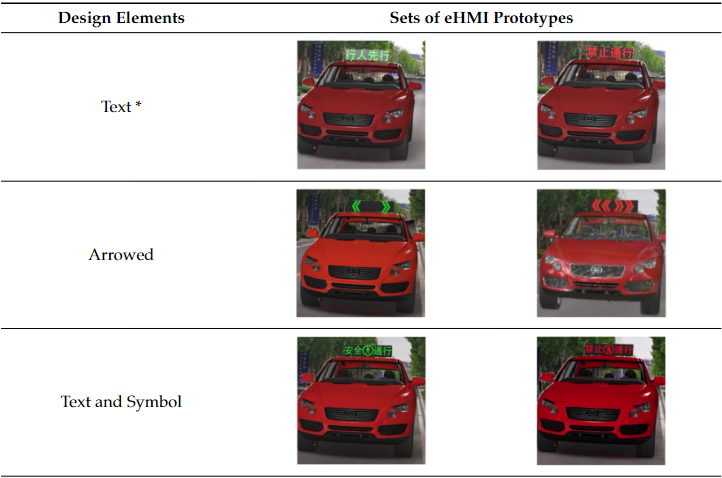 Design Elements Sets of eHMI Prototypes
行人先行 禁止通行
Text *
Arrowed
安全 通行 禁止 通行
Text and Symbol